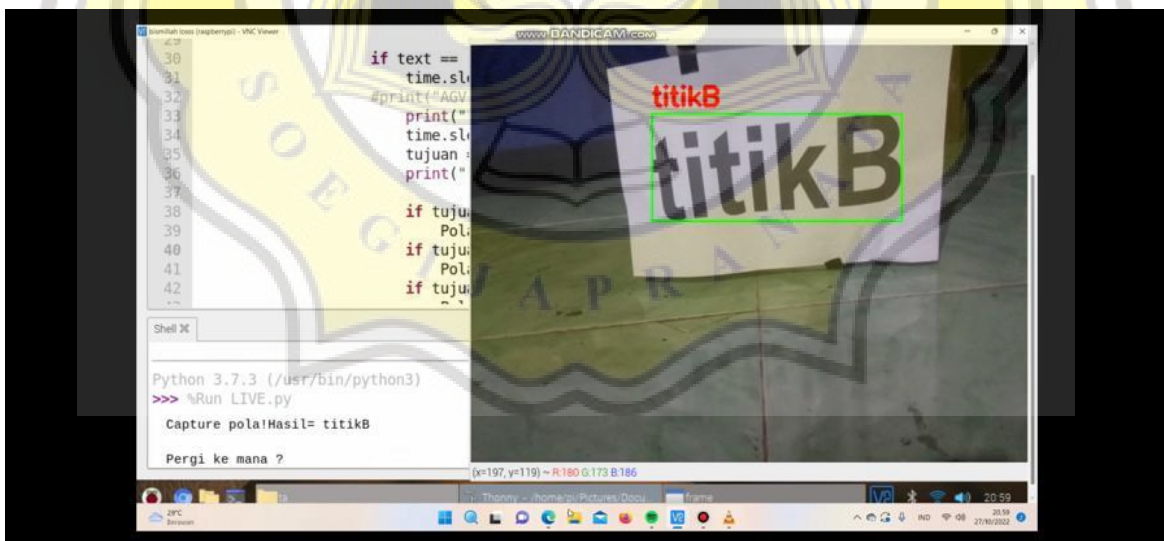 bismillah ioxss (raspberrypi) - VNC Viewer
www.BANDICAM.com
29
30 if text ==
31 time.sl
32 #print("AGV
33 print("
34 time.sl
35 tujuan
36 print("
37
38 if tuju
39 Pol
40 if tuju
41 Pol
42 if tuju
titikB
titikB
SOEGIJAPRANATA
Shell
Python 3.7.3 (/usr/bin/python3)
>>> %Run LIVE.py
Capture pola!Hasil= titikB
Pergi ke mana ?
(x=197, y=119) ~ R:180 G:173 B:186
Thonny - /home/pi/Pictures/Docu...
frame
20:59
29°C
Berawan
IND
20.59
27/10/2022